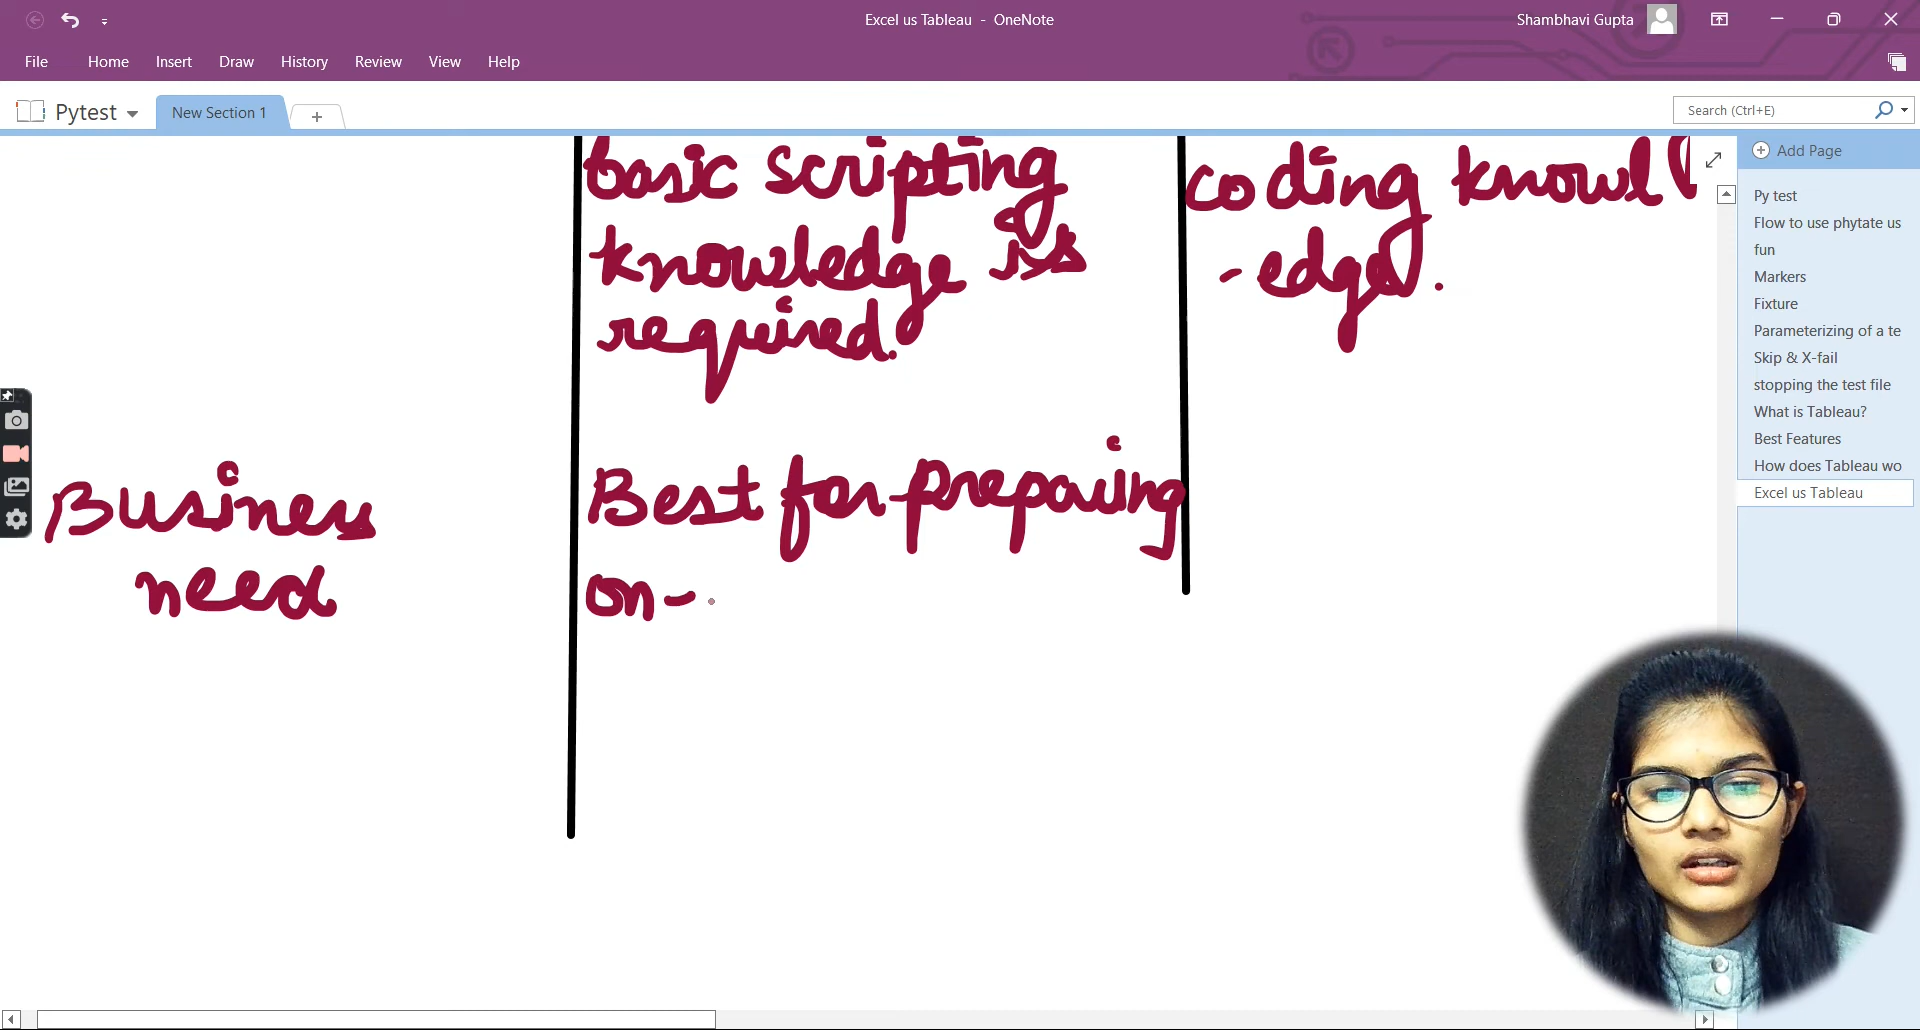 Excel us Tableau - OneNote
Shambhavi Gupta
File Home Insert Draw History Review View Help
Pytest New Section 1 +
Search (Ctrl+E)
Add Page
Py test
Flow to use phytate us
fun
Markers
Fixture
Parameterizing of a te
Skip & X-fail
stopping the test file
What is Tableau?
Best Features
How does Tableau wo
Excel us Tableau
basic scripting
knowledge is
required.
coding knowl
-edge.
Business
need
Best for preparing
on-